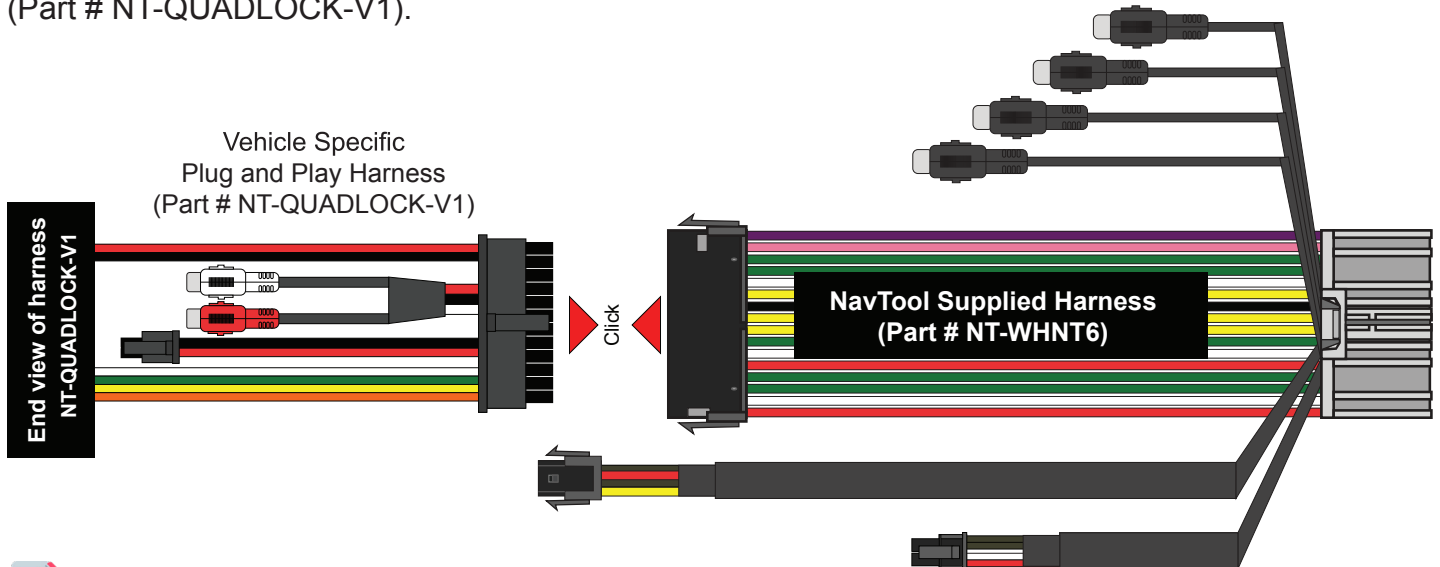 (Part # NT-QUADLOCK-V1).
Vehicle Specific
Plug and Play Harness
(Part # NT-QUADLOCK-V1)
End view of harness
NT-QUADLOCK-V1
Click
NavTool Supplied Harness
(Part # NT-WHNT6)